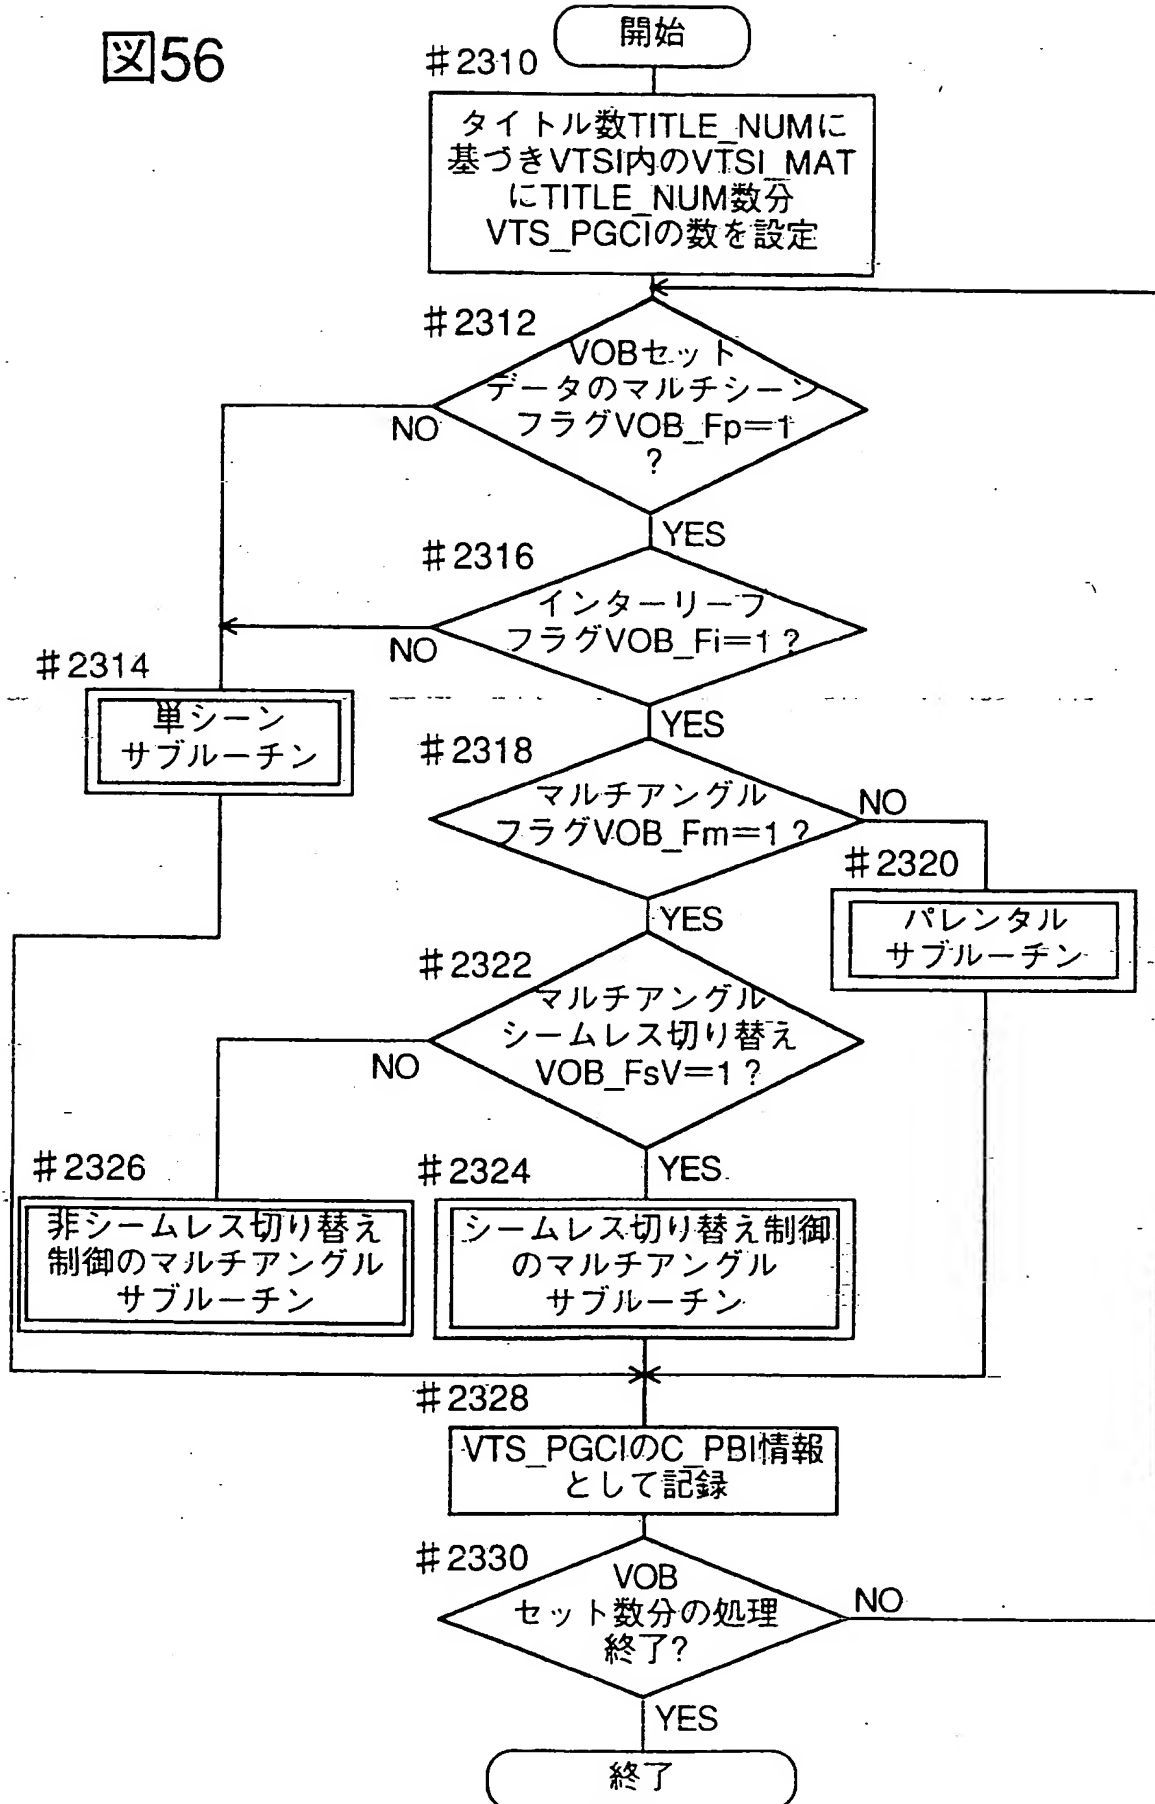 図56
開始
#2310
タイトル数TITLE_NUMに
基づきVTSI内のVTSI_MAT
にTITLE_NUM数分
VTS_PGCIの数を設定
#2312
VOBセット
データのマルチシーン
フラグVOB_Fp=1
?
NO
YES
#2316
インターリーフ
フラグVOB_Fi=1?
NO
YES
#2314
単シーン
サブルーチン
#2318
マルチアングル
フラグVOB_Fm=1?
NO
YES
#2320
パレンタル
サブルーチン
#2322
マルチアングル
シームレス切り替え
VOB_FsV=1?
NO
YES
#2326
非シームレス切り替え
制御のマルチアングル
サブルーチン
#2324
シームレス切り替え制御
のマルチアングル
サブルーチン
#2328
VTS_PGCIのC_PBI情報
として記録
#2330
VOB
セット数分の処理
終了?
NO
YES
終了